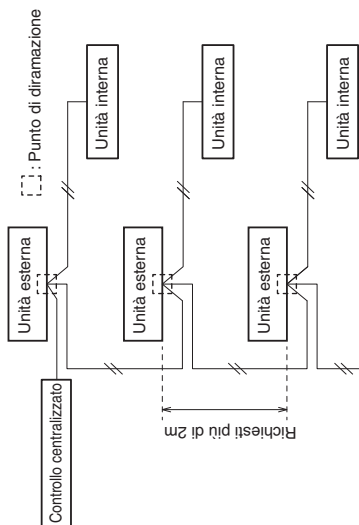 : Punto di diramazione
Unità esterna
Unità interna
Controllo centralizzato
Unità esterna
Unità interna
Richiesti più di 2m
Unità esterna
Unità interna